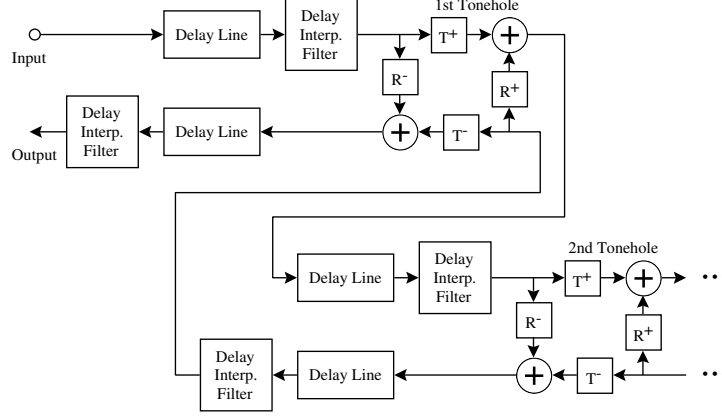 1st Tonehole
Delay Line
Delay
Interp.
Filter
T+
+
Input
R-
R+
Delay
Interp.
Filter
Delay Line
+
T-
Output
2nd Tonehole
Delay Line
Delay
Interp.
Filter
T+
+
..
R-
R+
Delay
Interp.
Filter
Delay Line
+
T-
..